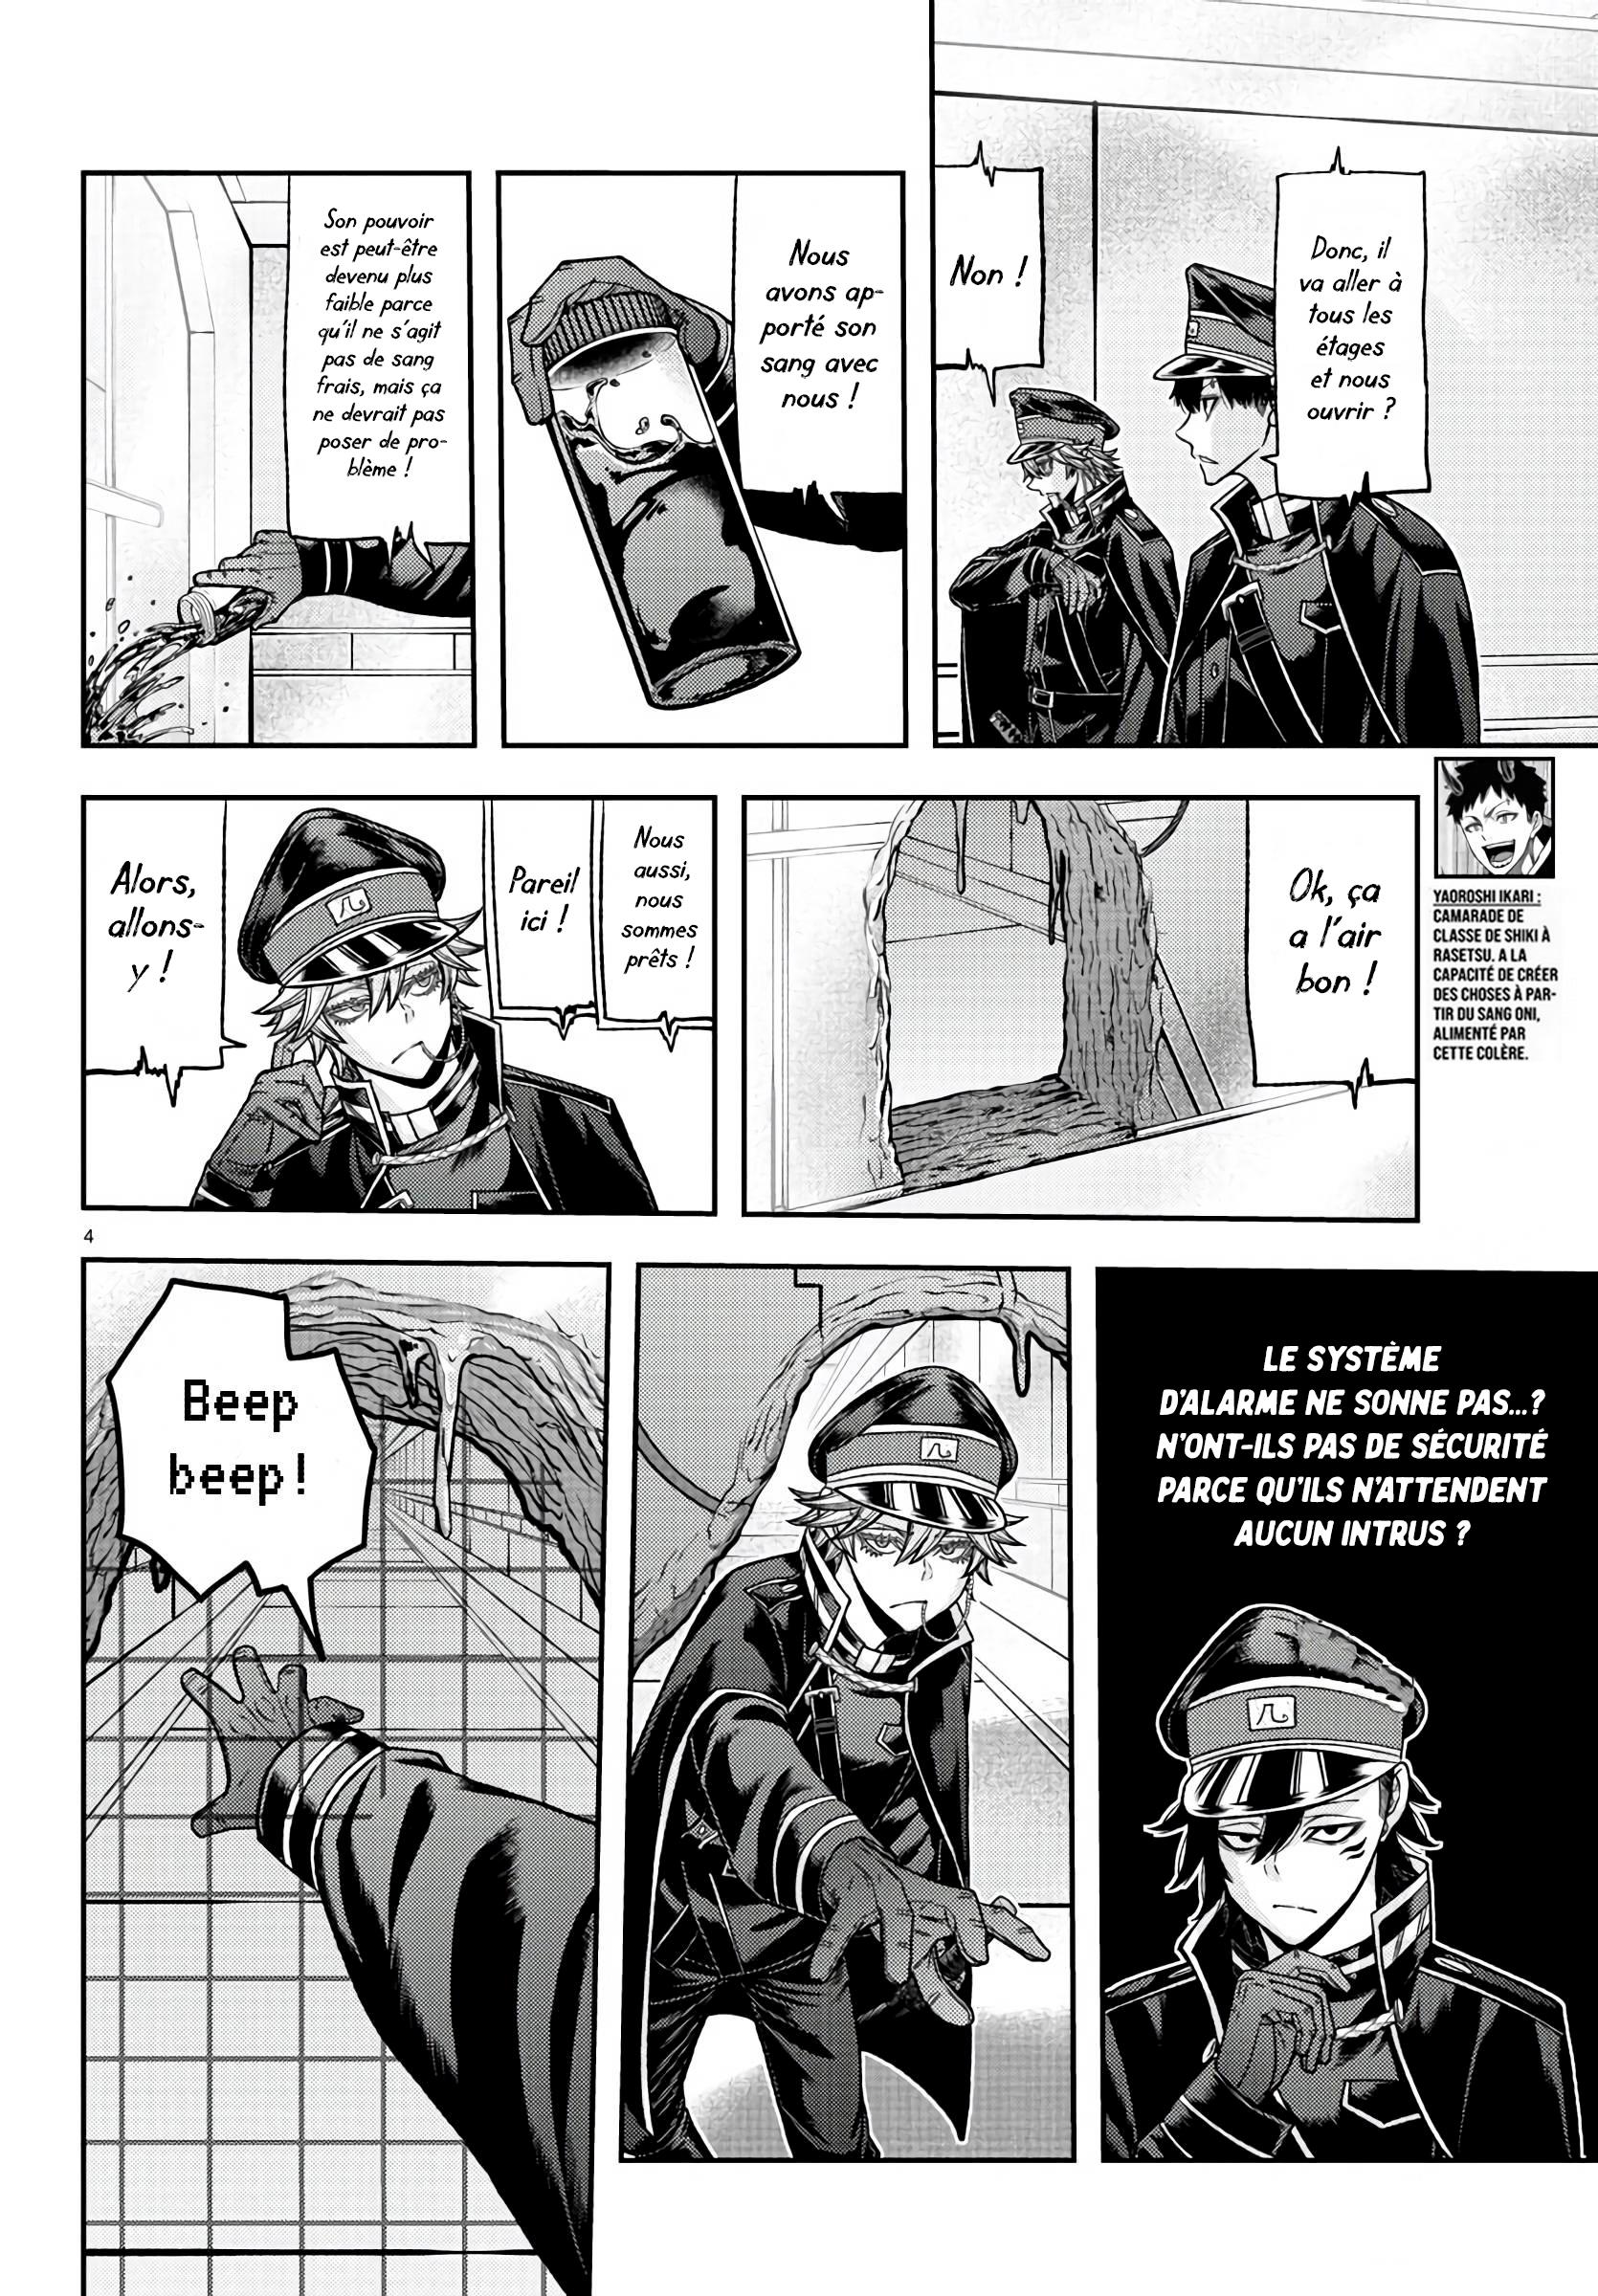 Donc, il
va aller à
tous les
étages
et nous
ouvrir ?
Non !
Nous
avons ap-
porté son
sang avec
nous !
Son pouvoir
est peut-être
devenu plus
faible parce
qu'il ne s'agit
pas de sang
frais, mais ça
ne devrait pas
poser de pro-
blème !
YAOROSHI IKARI :
CAMARADE DE
CLASSE DE SHIKI À
RASETSU. A LA
CAPACITÉ DE CRÉER
DES CHOSES À PAR-
TIR DU SANG ONI,
ALIMENTÉ PAR
CETTE COLÈRE.
Ok, ça
a l'air
bon !
Nous
aussi,
nous
sommes
prêts !
Pareil
ici !
Alors,
allons-
y !
4
LE SYSTÈME
D'ALARME NE SONNE PAS...?
N'ONT-ILS PAS DE SÉCURITÉ
PARCE QU'ILS N'ATTENDENT
AUCUN INTRUS ?
Beep
beep!